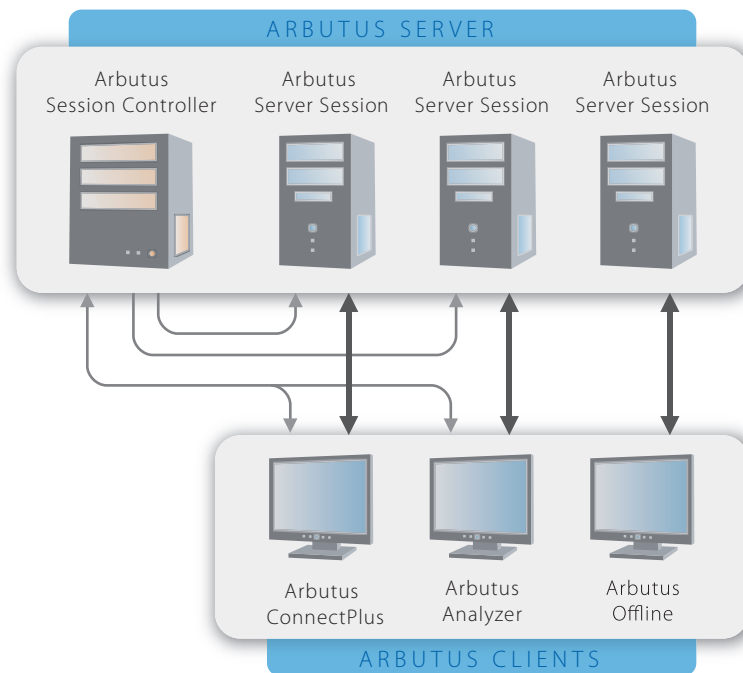 ARBUTUS SERVER
Arbutus
Session Controller
Arbutus
Server Session
Arbutus
Server Session
Arbutus
Server Session
Arbutus
ConnectPlus
Arbutus
Analyzer
Arbutus
Offline
ARBUTUS CLIENTS